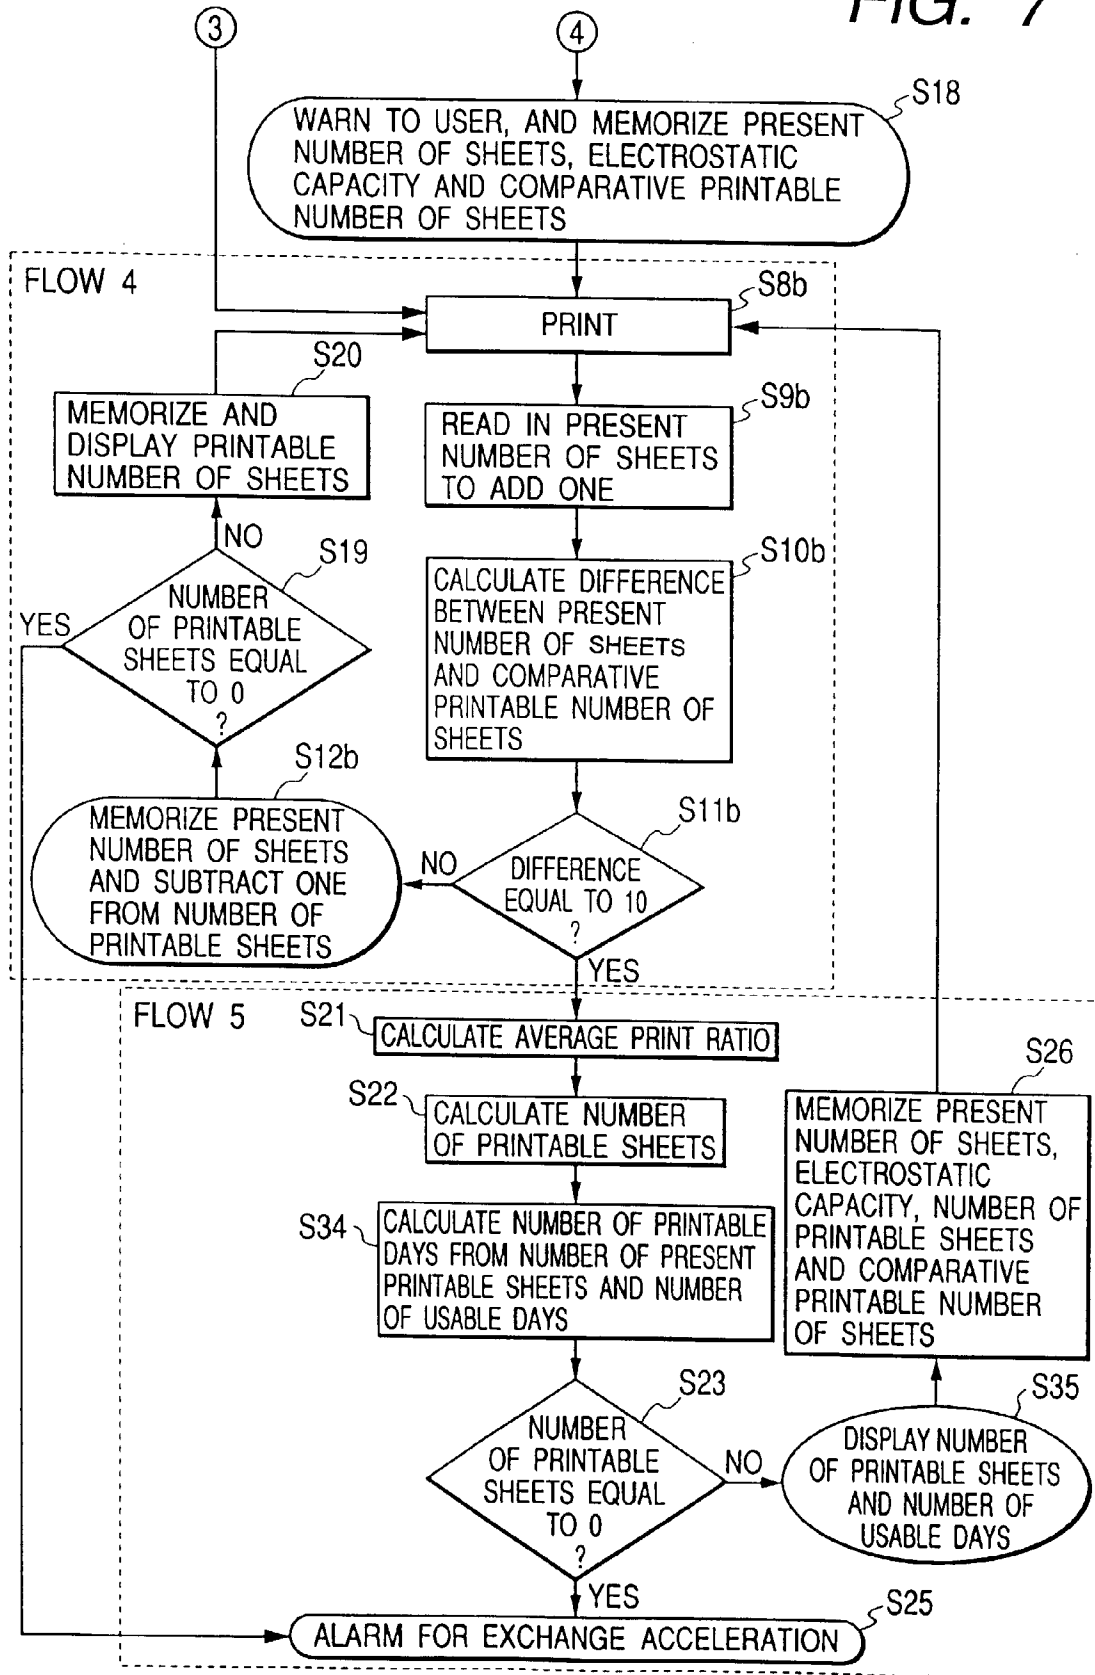 FIG. 7
3
4
S18
WARN TO USER, AND MEMORIZE PRESENT
NUMBER OF SHEETS, ELECTROSTATIC
CAPACITY AND COMPARATIVE PRINTABLE
NUMBER OF SHEETS
FLOW 4
S8b
PRINT
S20
MEMORIZE AND
DISPLAY PRINTABLE
NUMBER OF SHEETS
S9b
READ IN PRESENT
NUMBER OF SHEETS
TO ADD ONE
NO
S19
NUMBER
OF PRINTABLE
SHEETS EQUAL
TO 0
?
YES
S10b
CALCULATE DIFFERENCE
BETWEEN PRESENT
NUMBER OF SHEETS
AND COMPARATIVE
PRINTABLE NUMBER OF
SHEETS
S12b
MEMORIZE PRESENT
NUMBER OF SHEETS
AND SUBTRACT ONE
FROM NUMBER OF
PRINTABLE SHEETS
NO
S11b
DIFFERENCE
EQUAL TO 10
?
YES
FLOW 5
S21
CALCULATE AVERAGE PRINT RATIO
S22
CALCULATE NUMBER
OF PRINTABLE SHEETS
S34
CALCULATE NUMBER OF PRINTABLE
DAYS FROM NUMBER OF PRESENT
PRINTABLE SHEETS AND NUMBER
OF USABLE DAYS
S26
MEMORIZE PRESENT
NUMBER OF SHEETS,
ELECTROSTATIC
CAPACITY, NUMBER OF
PRINTABLE SHEETS
AND COMPARATIVE
PRINTABLE NUMBER
OF SHEETS
S23
NUMBER
OF PRINTABLE
SHEETS EQUAL
TO 0
?
NO
S35
DISPLAY NUMBER
OF PRINTABLE SHEETS
AND NUMBER OF
USABLE DAYS
YES
S25
ALARM FOR EXCHANGE ACCELERATION